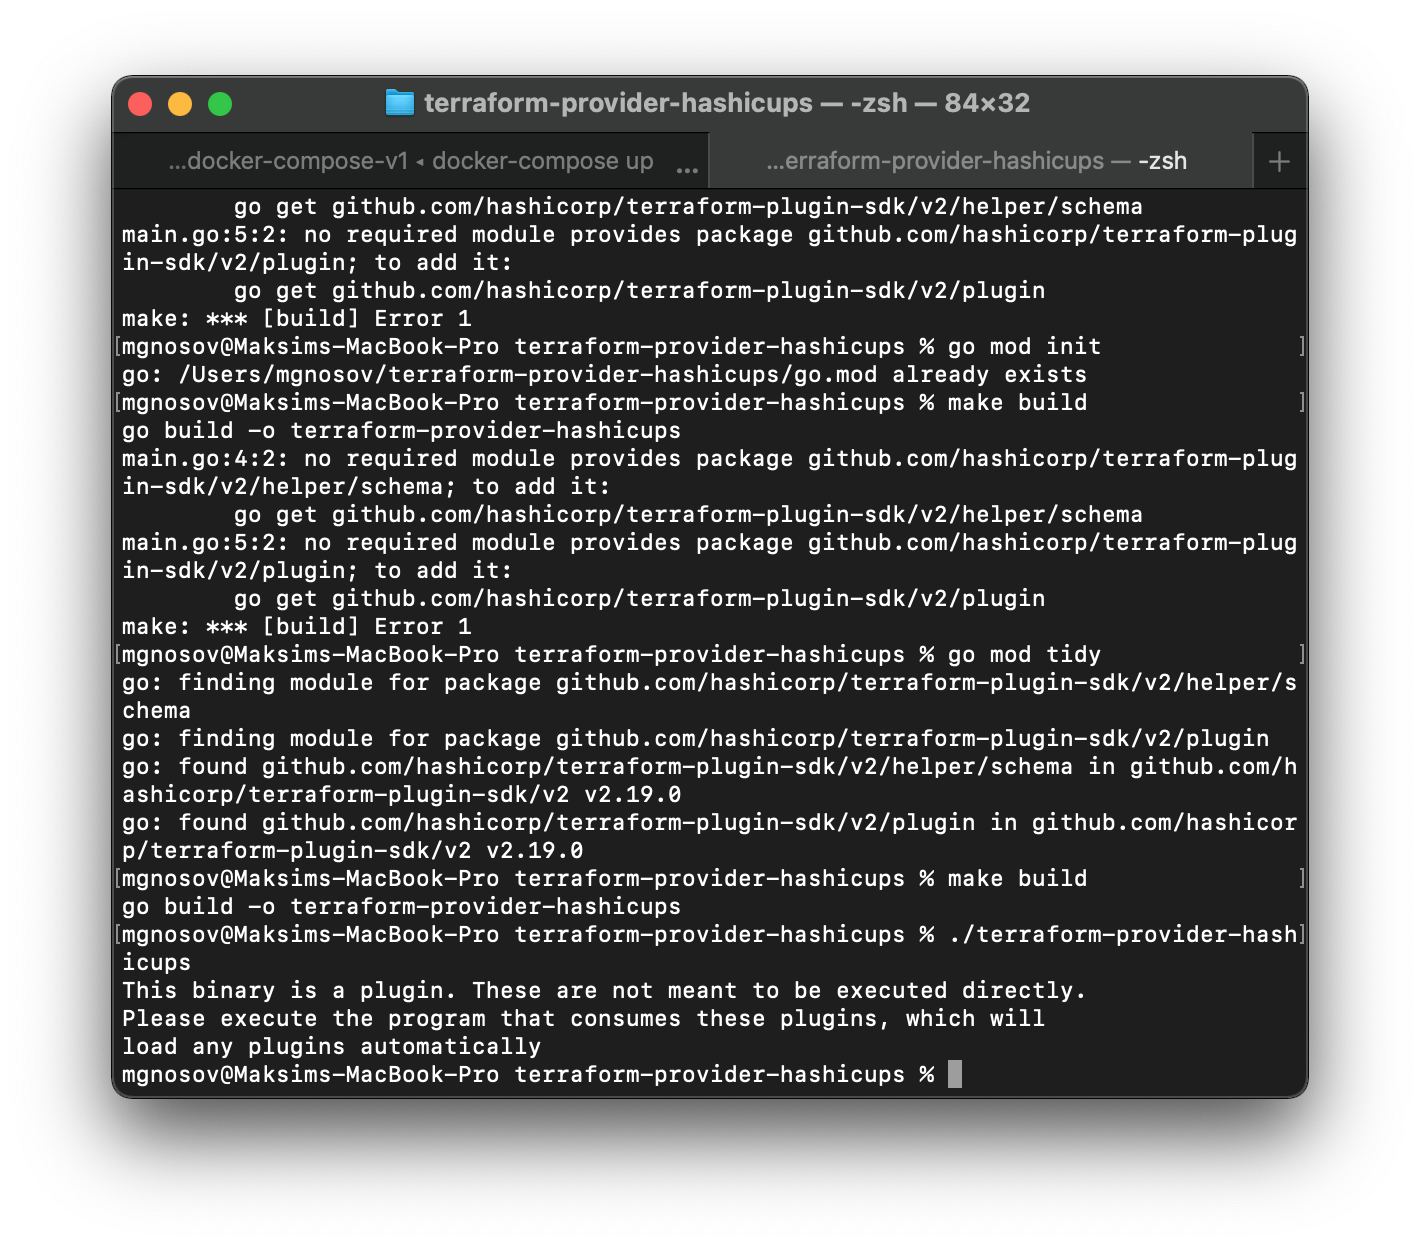 terraform-provider-hashicups — -zsh — 84×32
...docker-compose-v1 ◂ docker-compose up ...
...erraform-provider-hashicups — -zsh
+
go get github.com/hashicorp/terraform-plugin-sdk/v2/helper/schema
main.go:5:2: no required module provides package github.com/hashicorp/terraform-plug
in-sdk/v2/plugin; to add it:
go get github.com/hashicorp/terraform-plugin-sdk/v2/plugin
make: *** [build] Error 1
[mgnosov@Maksims-MacBook-Pro terraform-provider-hashicups % go mod init ]
go: /Users/mgnosov/terraform-provider-hashicups/go.mod already exists
[mgnosov@Maksims-MacBook-Pro terraform-provider-hashicups % make build ]
go build -o terraform-provider-hashicups
main.go:4:2: no required module provides package github.com/hashicorp/terraform-plug
in-sdk/v2/helper/schema; to add it:
go get github.com/hashicorp/terraform-plugin-sdk/v2/helper/schema
main.go:5:2: no required module provides package github.com/hashicorp/terraform-plug
in-sdk/v2/plugin; to add it:
go get github.com/hashicorp/terraform-plugin-sdk/v2/plugin
make: *** [build] Error 1
[mgnosov@Maksims-MacBook-Pro terraform-provider-hashicups % go mod tidy ]
go: finding module for package github.com/hashicorp/terraform-plugin-sdk/v2/helper/s
chema
go: finding module for package github.com/hashicorp/terraform-plugin-sdk/v2/plugin
go: found github.com/hashicorp/terraform-plugin-sdk/v2/helper/schema in github.com/h
ashicorp/terraform-plugin-sdk/v2 v2.19.0
go: found github.com/hashicorp/terraform-plugin-sdk/v2/plugin in github.com/hashicor
p/terraform-plugin-sdk/v2 v2.19.0
[mgnosov@Maksims-MacBook-Pro terraform-provider-hashicups % make build ]
go build -o terraform-provider-hashicups
[mgnosov@Maksims-MacBook-Pro terraform-provider-hashicups % ./terraform-provider-hash]
icups
This binary is a plugin. These are not meant to be executed directly.
Please execute the program that consumes these plugins, which will
load any plugins automatically
mgnosov@Maksims-MacBook-Pro terraform-provider-hashicups %